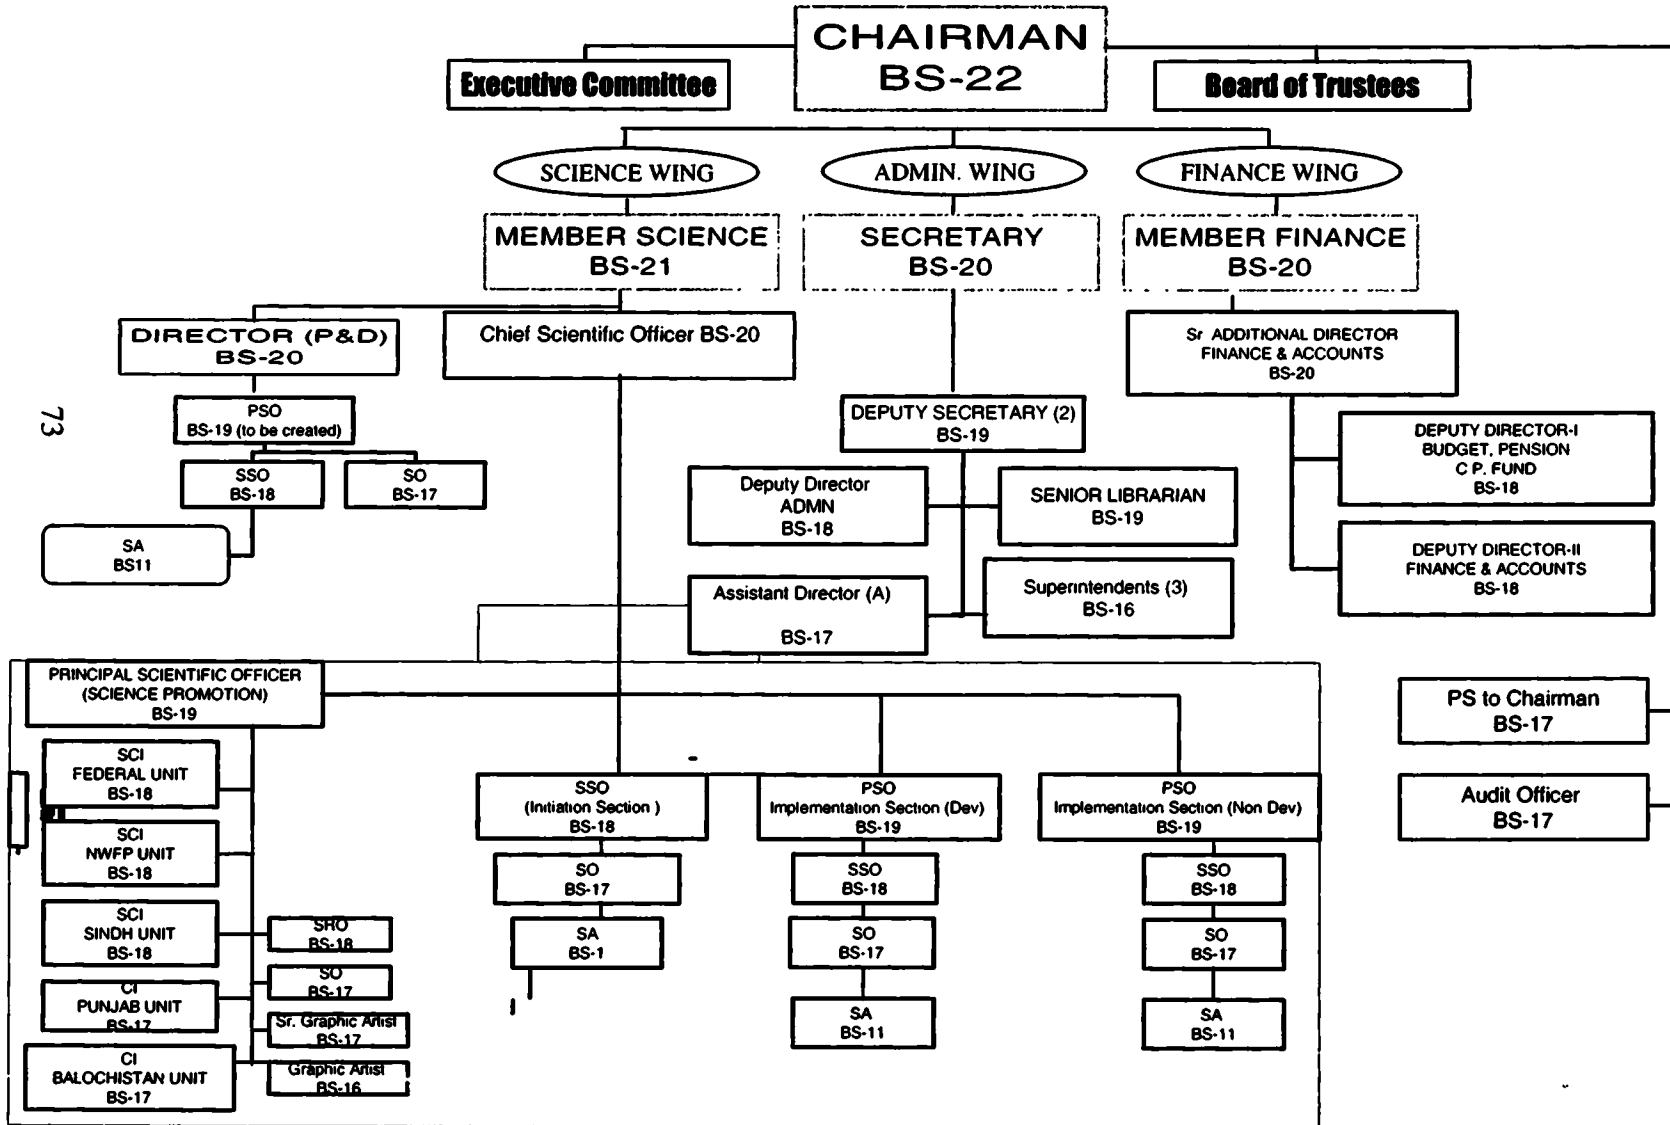 CHAIRMAN
BS-22
Executive Committee
Board of Trustees
SCIENCE WING
ADMIN. WING
FINANCE WING
MEMBER SCIENCE
BS-21
SECRETARY
BS-20
MEMBER FINANCE
BS-20
DIRECTOR (P&D)
BS-20
Chief Scientific Officer BS-20
Sr ADDITIONAL DIRECTOR
FINANCE & ACCOUNTS
BS-20
73
PSO
BS-19 (to be created)
DEPUTY SECRETARY (2)
BS-19
DEPUTY DIRECTOR-I
BUDGET, PENSION
C P. FUND
BS-18
SSO
BS-18
SO
BS-17
Deputy Director
ADMN
BS-18
SENIOR LIBRARIAN
BS-19
SA
BS11
DEPUTY DIRECTOR-II
FINANCE & ACCOUNTS
BS-18
Assistant Director (A)
BS-17
Superintendents (3)
BS-16
PRINCIPAL SCIENTIFIC OFFICER
(SCIENCE PROMOTION)
BS-19
PS to Chairman
BS-17
SCI
FEDERAL UNIT
BS-18
SSO
(Initiation Section )
BS-18
PSO
Implementation Section (Dev)
BS-19
PSO
Implementation Section (Non Dev)
BS-19
Audit Officer
BS-17
SCI
NWFP UNIT
BS-18
SO
BS-17
SSO
BS-18
SSO
BS-18
SCI
SINDH UNIT
BS-18
SRO
BS-18
SA
BS-1
SO
BS-17
SO
BS-17
CI
PUNJAB UNIT
BS-17
SO
BS-17
Sr. Graphic Artist
BS-17
SA
BS-11
SA
BS-11
CI
BALOCHISTAN UNIT
BS-17
Graphic Artist
BS-16